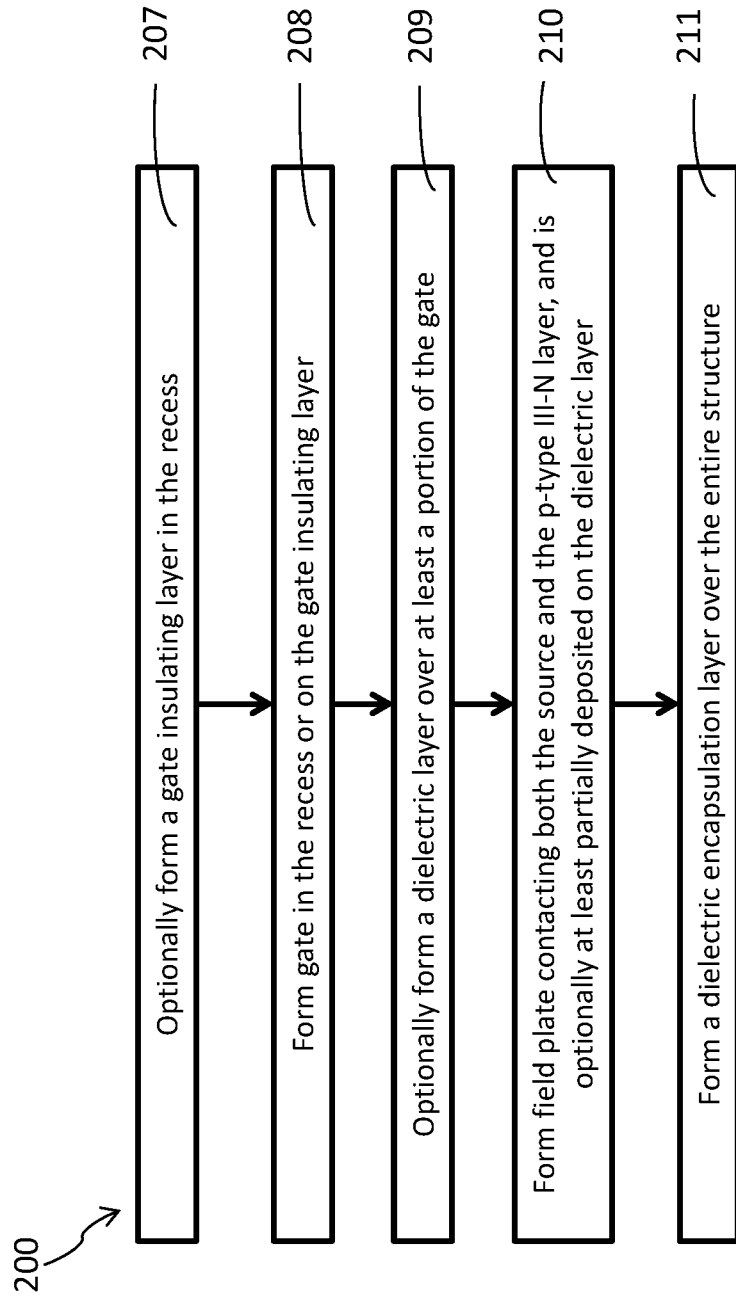 200
Optionally form a gate insulating layer in the recess
207
Form gate in the recess or on the gate insulating layer
208
Optionally form a dielectric layer over at least a portion of the gate
209
Form field plate contacting both the source and the p-type III-N layer, and is
optionally at least partially deposited on the dielectric layer
210
Form a dielectric encapsulation layer over the entire structure
211